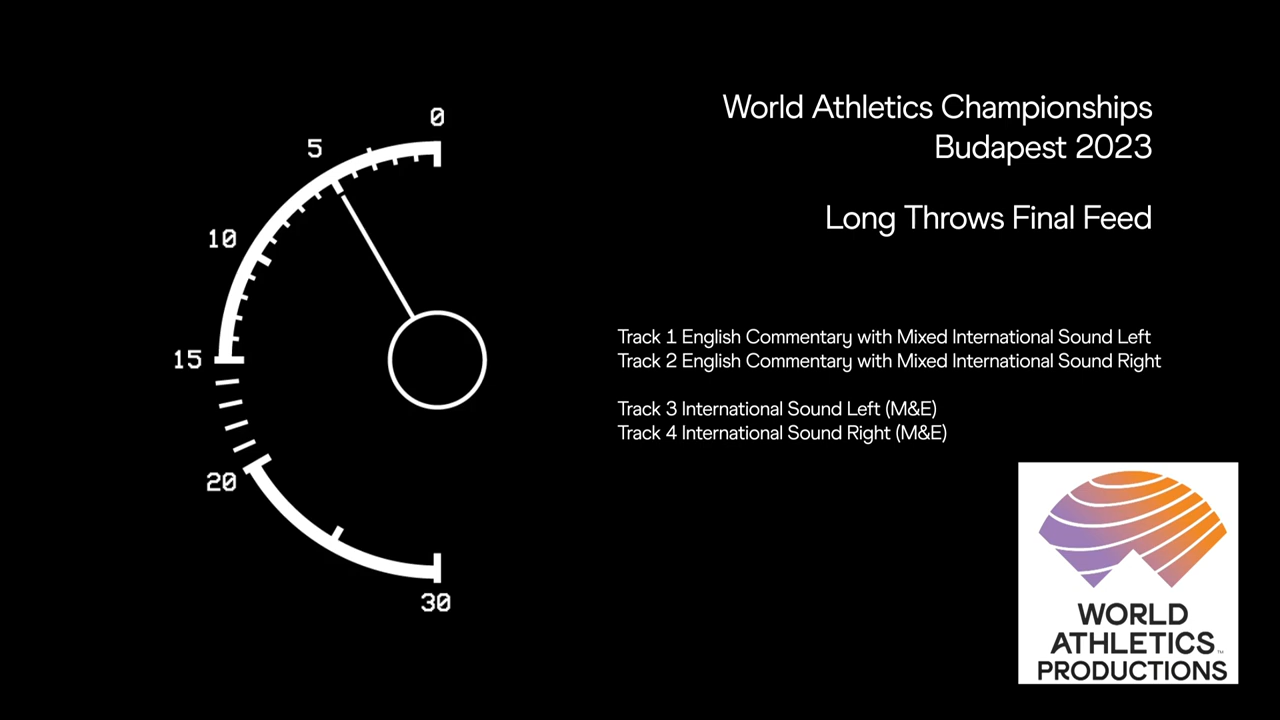 World Athletics Championships
Budapest 2023
Long Throws Final Feed
0
5
10
15
20
30
Track 1 English Commentary with Mixed International Sound Left
Track 2 English Commentary with Mixed International Sound Right
Track 3 International Sound Left (M&E)
Track 4 International Sound Right (M&E)
WORLD
ATHLETICS™
PRODUCTIONS